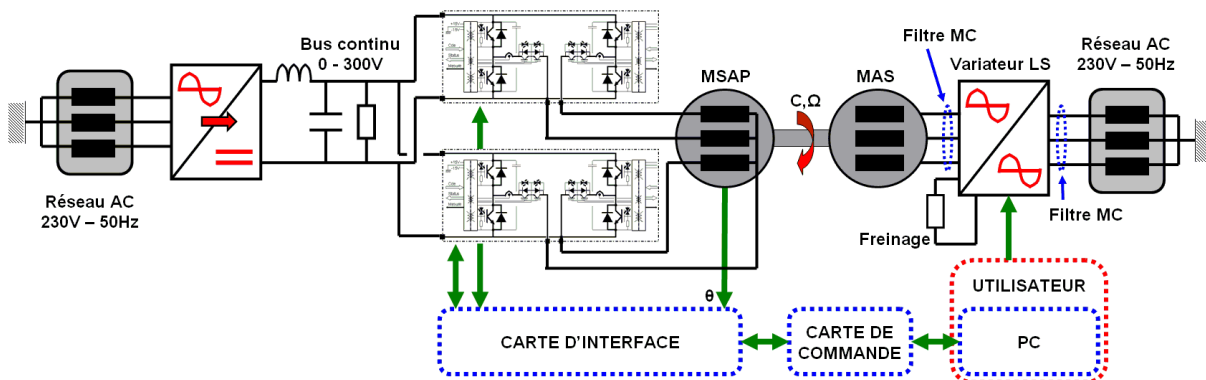 Bus continu
0 - 300V
Filtre MC
Réseau AC
230V – 50Hz
Variateur LS
MSAP
MAS
C,Ω
Réseau AC
230V – 50Hz
Filtre MC
Freinage
θ
UTILISATEUR
CARTE D'INTERFACE
CARTE DE
COMMANDE
PC